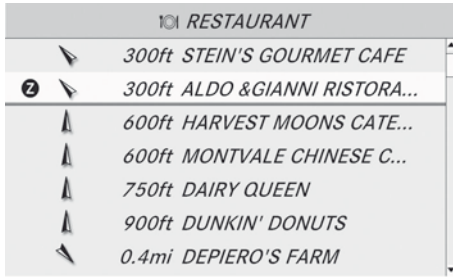 RESTAURANT
300ft STEIN'S GOURMET CAFE
Z 300ft ALDO &GIANNI RISTORA...
600ft HARVEST MOONS CATE...
600ft MONTVALE CHINESE C...
750ft DAIRY QUEEN
900ft DUNKIN' DONUTS
0.4mi DEPIERO'S FARM